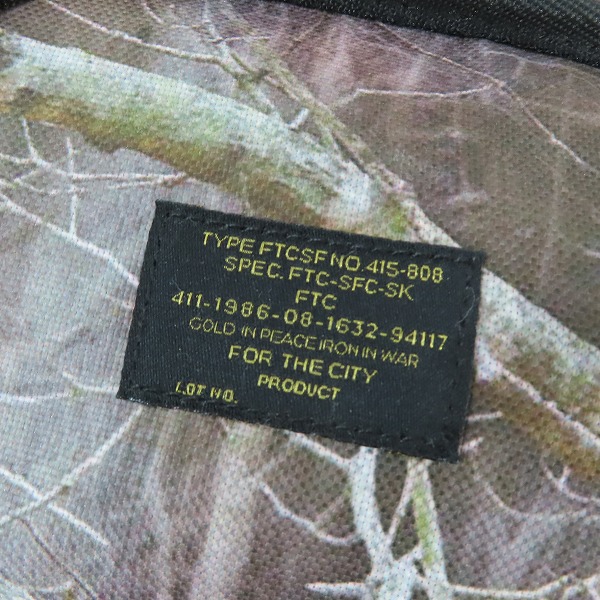 TYPE FTCSF NO. 415-808
SPEC. FTC-SFC-SK
FTC
411-1986-08-1632-94117
GOLD IN PEACE IRON IN WAR
FOR THE CITY
LOT NO. PRODUCT